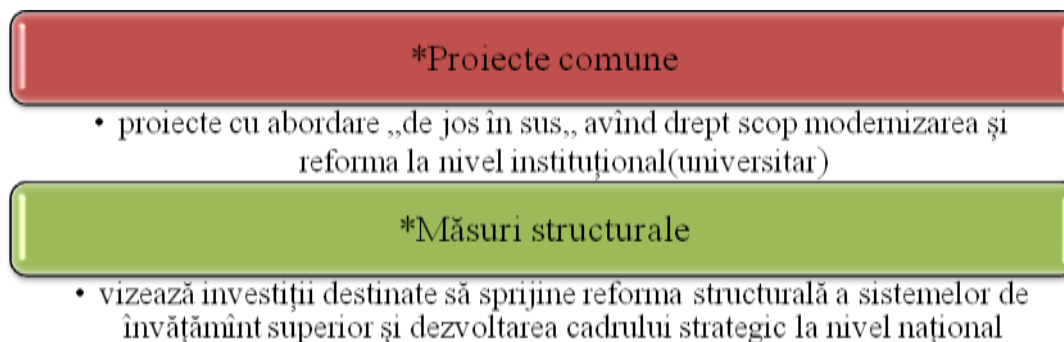 *Proiecte comune
• proiecte cu abordare ,,de jos în sus,, avînd drept scop modernizarea și
reforma la nivel instituțional(universitar)
*Măsuri structurale
• vizează investiții destinate să sprijine reforma structurală a sistemelor de
învățămînt superior și dezvoltarea cadrului strategic la nivel național